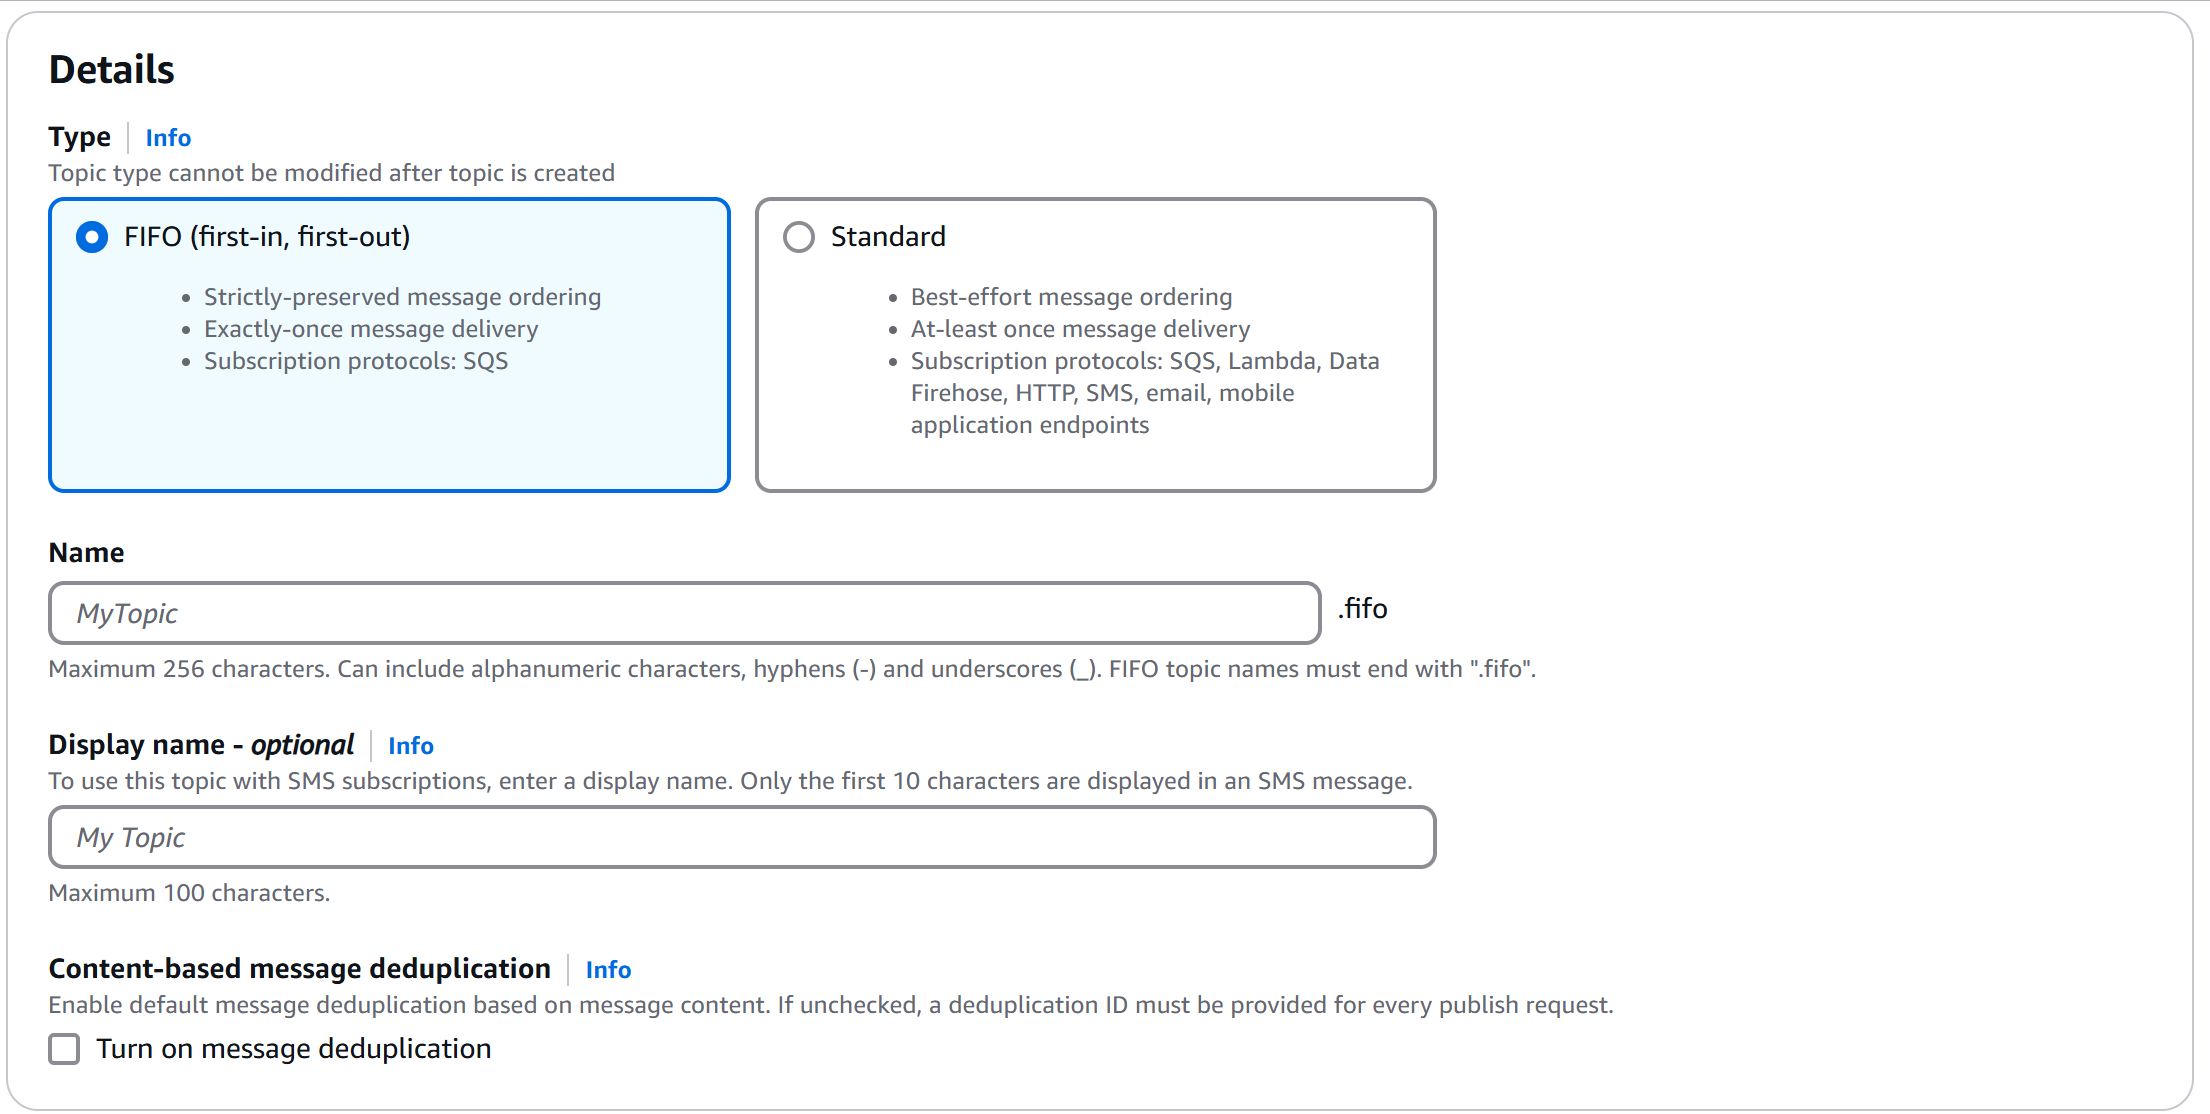 Details
Type Info
Topic type cannot be modified after topic is created
FIFO (first-in, first-out)
• Strictly-preserved message ordering
• Exactly-once message delivery
• Subscription protocols: SQS
Standard
• Best-effort message ordering
• At-least once message delivery
• Subscription protocols: SQS, Lambda, Data
Firehose, HTTP, SMS, email, mobile
application endpoints
Name
MyTopic
.fifo
Maximum 256 characters. Can include alphanumeric characters, hyphens (-) and underscores (_). FIFO topic names must end with ".fifo".
Display name - optional Info
To use this topic with SMS subscriptions, enter a display name. Only the first 10 characters are displayed in an SMS message.
My Topic
Maximum 100 characters.
Content-based message deduplication Info
Enable default message deduplication based on message content. If unchecked, a deduplication ID must be provided for every publish request.
Turn on message deduplication